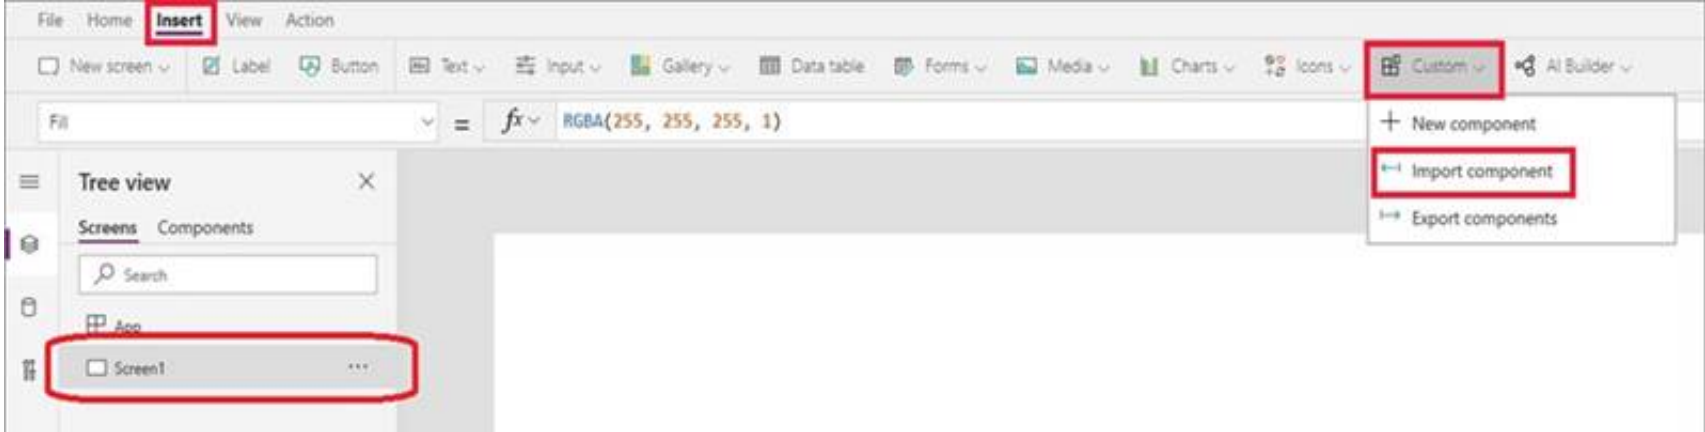 File Home Insert View Action
New screen Label Button Text Input Gallery Data table Forms Media Charts Icons Custom AI Builder
Fill = fx RGBA(255, 255, 255, 1)
+ New component
Import component
Export components
Tree view
Screens Components
Search
App
Screen1 ...